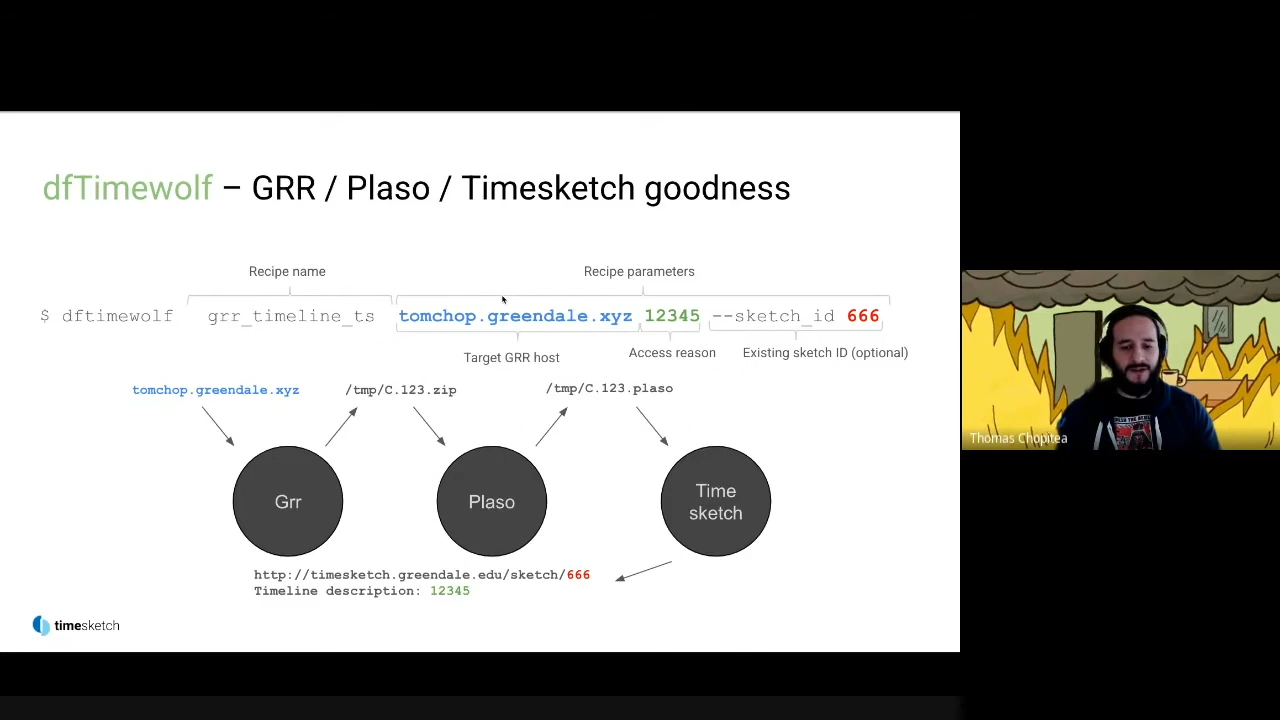 dfTimewolf – GRR / Plaso / Timesketch goodness
Recipe name
Recipe parameters
$ dftimewolf grr_timeline_ts tomchop.greendale.xyz 12345 --sketch_id 666
Target GRR host
Access reason
Existing sketch ID (optional)
tomchop.greendale.xyz
/tmp/C.123.zip
/tmp/C.123.plaso
Grr
Plaso
Time
sketch
http://timesketch.greendale.edu/sketch/666
Timeline description: 12345
timesketch
Thomas Chopitea